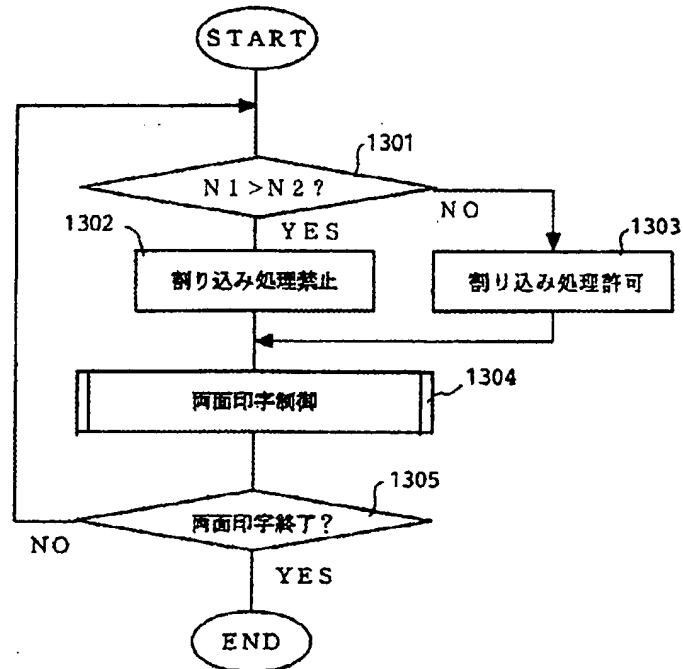 START
1301
N1>N2?
NO
1302
YES
1303
割り込み処理禁止
割り込み処理許可
1304
両面印字制御
1305
両面印字終了?
NO
YES
END